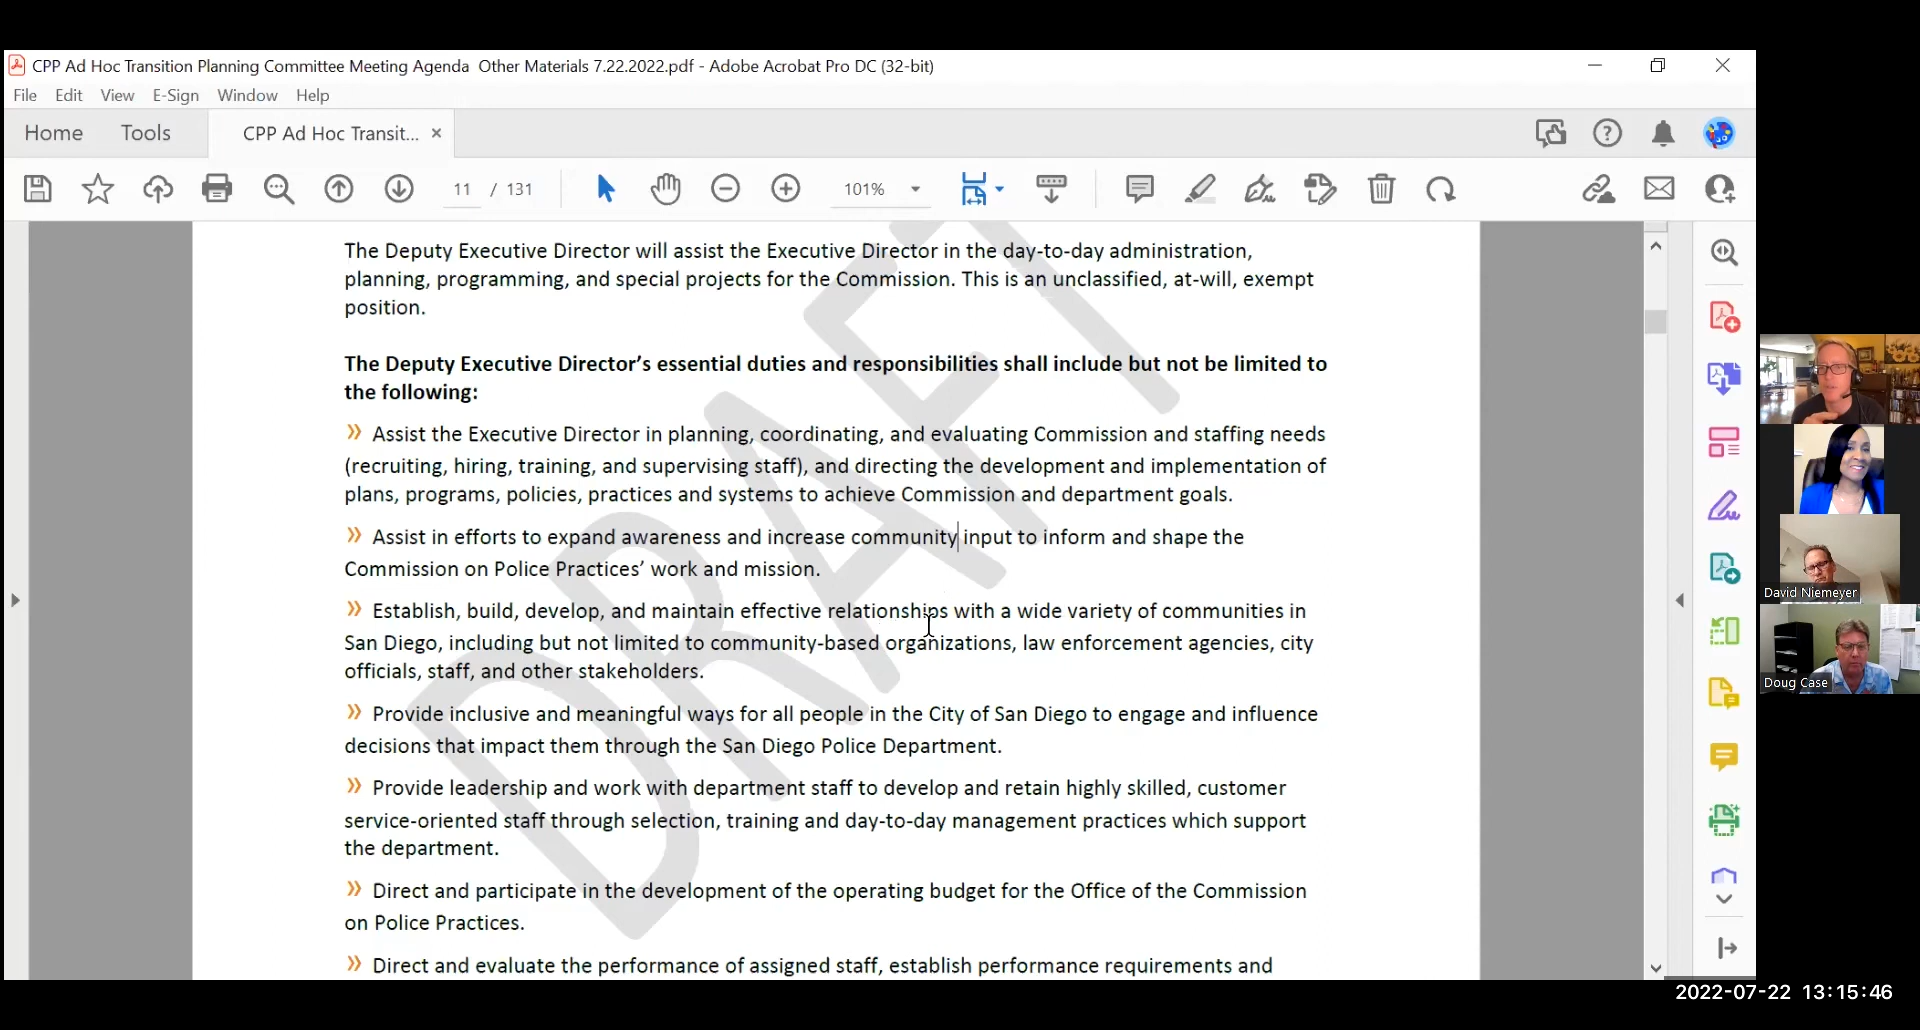 CPP Ad Hoc Transition Planning Committee Meeting Agenda  Other Materials 7.22.2022.pdf - Adobe Acrobat Pro DC (32-bit)
File Edit View E-Sign Window Help
Home Tools CPP Ad Hoc Transit... ×
11 / 131 101%
The Deputy Executive Director will assist the Executive Director in the day-to-day administration,
planning, programming, and special projects for the Commission. This is an unclassified, at-will, exempt
position.
The Deputy Executive Director’s essential duties and responsibilities shall include but not be limited to
the following:
» Assist the Executive Director in planning, coordinating, and evaluating Commission and staffing needs
(recruiting, hiring, training, and supervising staff), and directing the development and implementation of
plans, programs, policies, practices and systems to achieve Commission and department goals.
» Assist in efforts to expand awareness and increase community input to inform and shape the
Commission on Police Practices’ work and mission.
» Establish, build, develop, and maintain effective relationships with a wide variety of communities in
San Diego, including but not limited to community-based organizations, law enforcement agencies, city
officials, staff, and other stakeholders.
» Provide inclusive and meaningful ways for all people in the City of San Diego to engage and influence
decisions that impact them through the San Diego Police Department.
» Provide leadership and work with department staff to develop and retain highly skilled, customer
service-oriented staff through selection, training and day-to-day management practices which support
the department.
» Direct and participate in the development of the operating budget for the Office of the Commission
on Police Practices.
» Direct and evaluate the performance of assigned staff, establish performance requirements and
DRAFT
David Niemeyer
Doug Case
2022-07-22 13:15:46